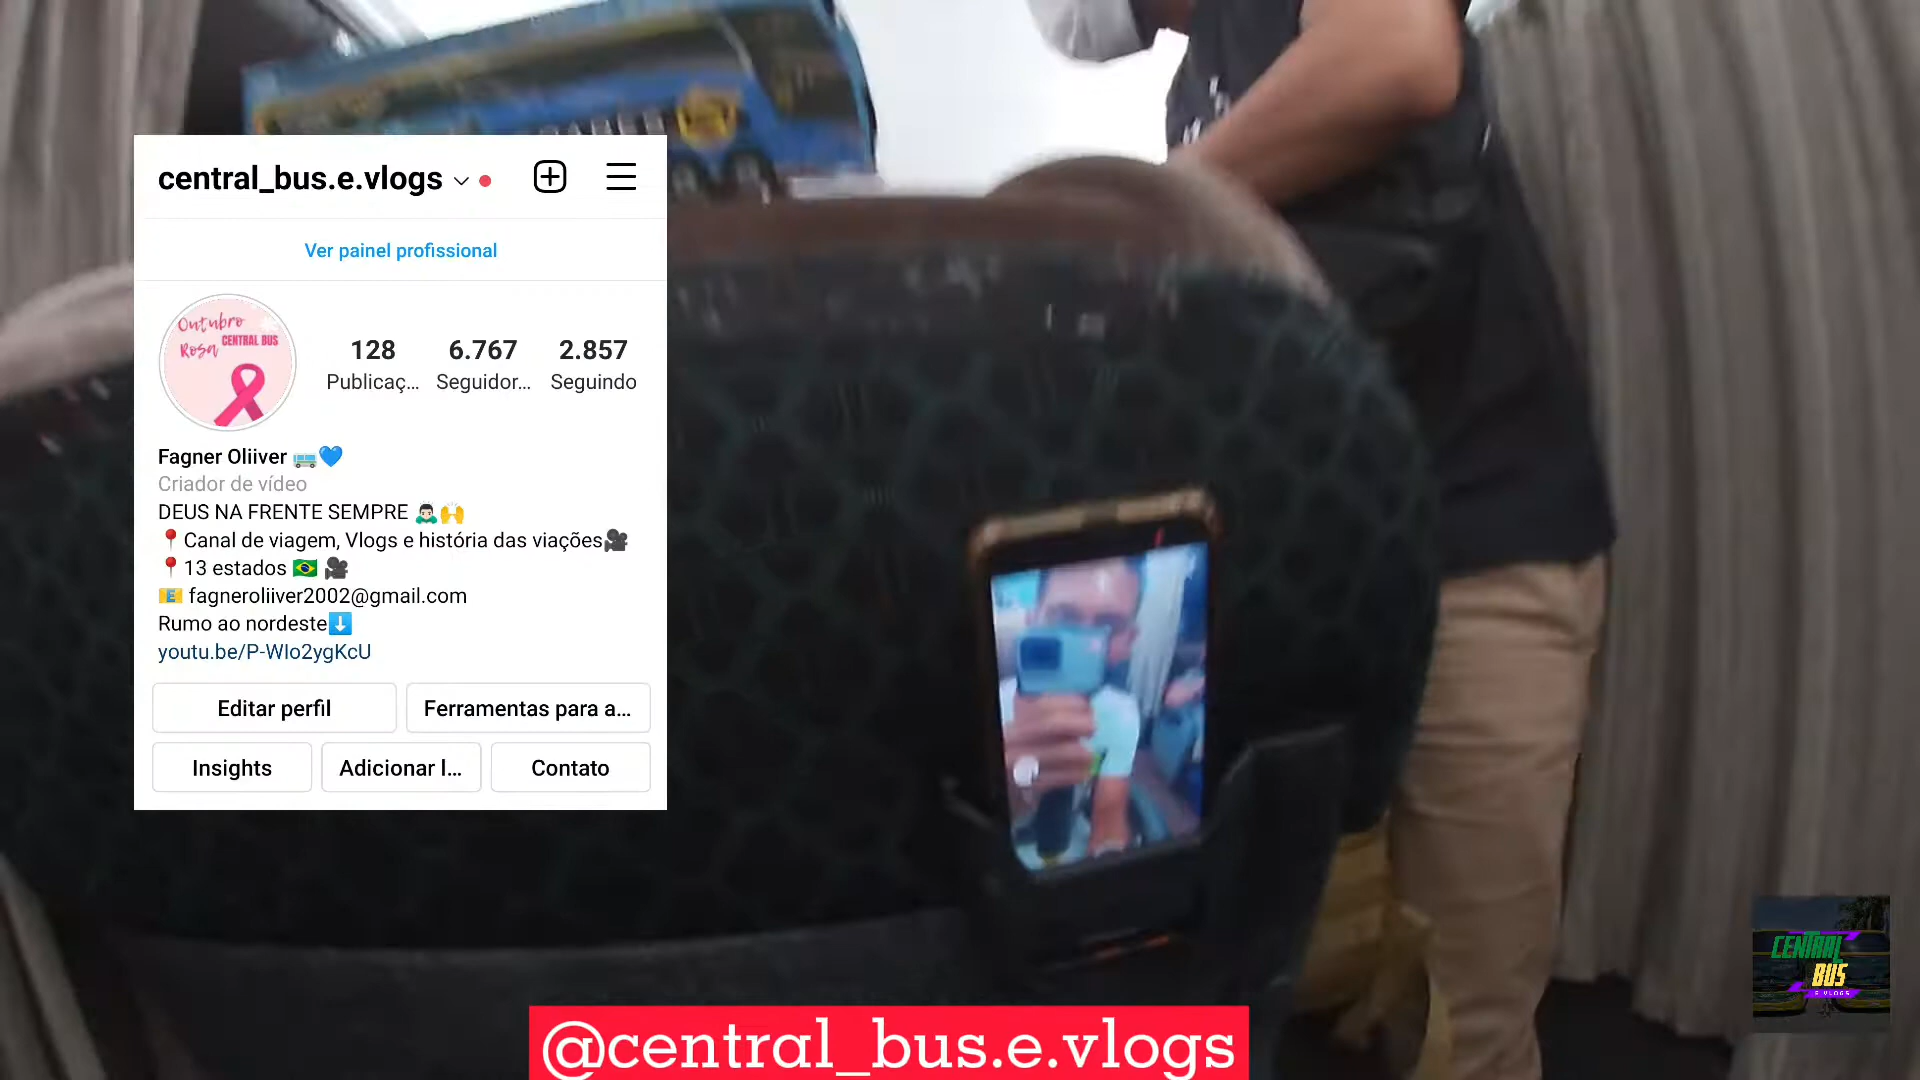 central_bus.e.vlogs
Ver painel profissional
Outubro
Rosa
CENTRAL BUS
128
6.767
2.857
Publicaç...
Seguidor...
Seguindo
Fagner Oliiver 🚌💙
Criador de vídeo
DEUS NA FRENTE SEMPRE 🙇🏻‍♂️🙌
📍Canal de viagem, Vlogs e história das viações🎥
📍13 estados 🇧🇷 🎥
📧 fagneroliiver2002@gmail.com
Rumo ao nordeste⬇️
youtu.be/P-WIo2ygKcU
Editar perfil
Ferramentas para a...
Insights
Adicionar l...
Contato
CENTRAL
BUS
E VLOGS
@central_bus.e.vlogs